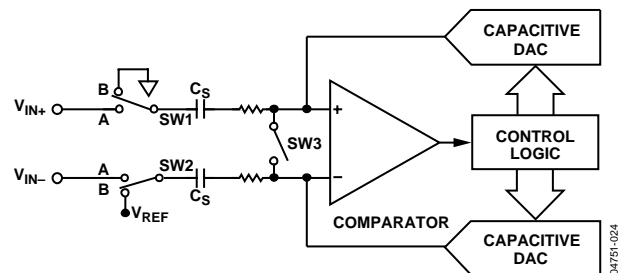 CAPACITIVE
DAC
B
CS
VIN+
A
SW1
+
SW3
CONTROL
LOGIC
VIN–
A
SW2
–
B
CS
VREF
COMPARATOR
CAPACITIVE
DAC
04751-024